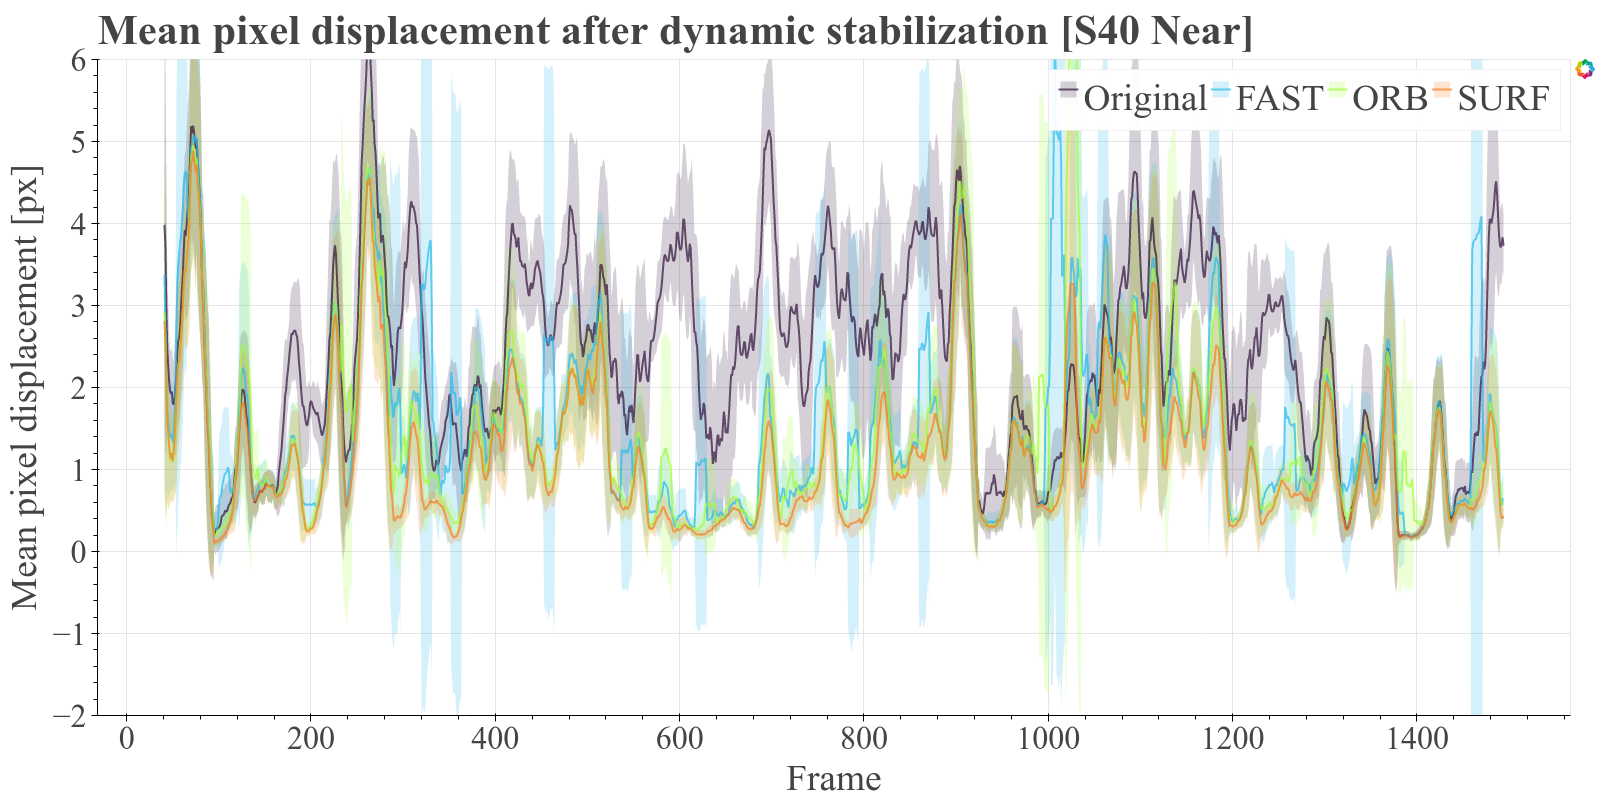 Mean pixel displacement after dynamic stabilization [S40 Near]
Original FAST ORB SURF
Mean pixel displacement [px]
6
5
4
3
2
1
0
−1
−2
0 200 400 600 800 1000 1200 1400
Frame